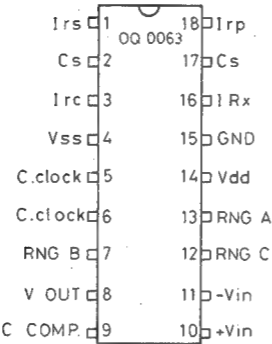 Irs 1 18 Irp
OQ 0063
Cs 2 17 Cs
Irc 3 16 I Rx
Vss 4 15 GND
C.clock 5 14 Vdd
C.clock 6 13 RNG A
RNG B 7 12 RNG C
V OUT 8 11 -Vin
C COMP. 9 10 +Vin